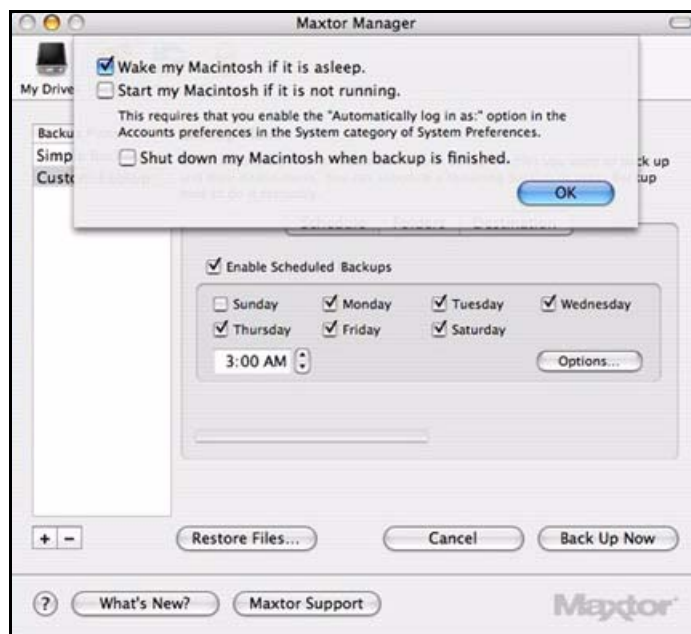 Maxtor Manager
Wake my Macintosh if it is asleep.
Start my Macintosh if it is not running.
This requires that you enable the "Automatically log in as:" option in the
Accounts preferences in the System category of System Preferences.
Shut down my Macintosh when backup is finished.
OK
My Drive
Simp
Custo
ck up
kup
Schedule Folders Destination
Enable Scheduled Backups
Sunday Monday Tuesday Wednesday
Thursday Friday Saturday
3:00 AM Options...
+ - Restore Files... Cancel Back Up Now
? What's New? Maxtor Support Maxtor